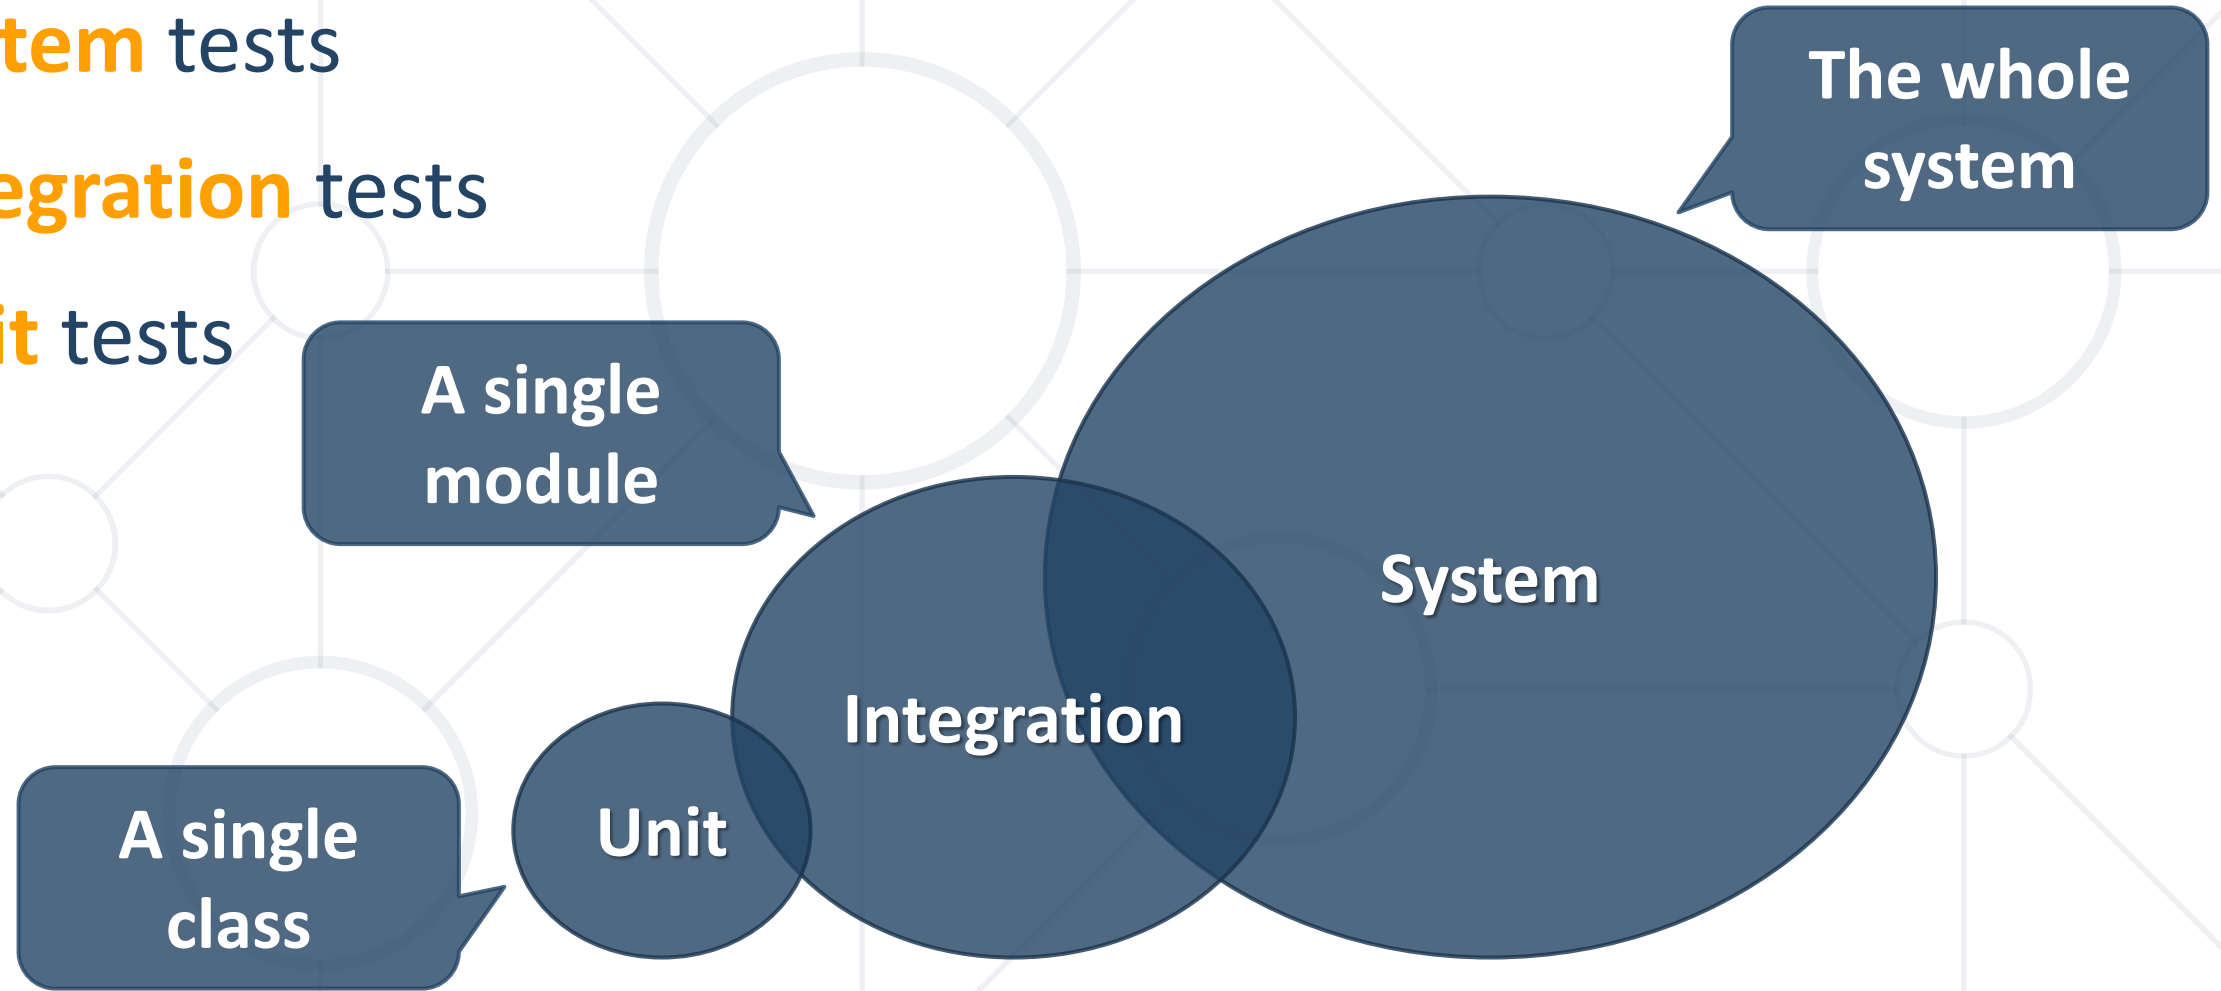 tem tests
egration tests
it tests
The whole
system
A single
module
System
Integration
Unit
A single
class